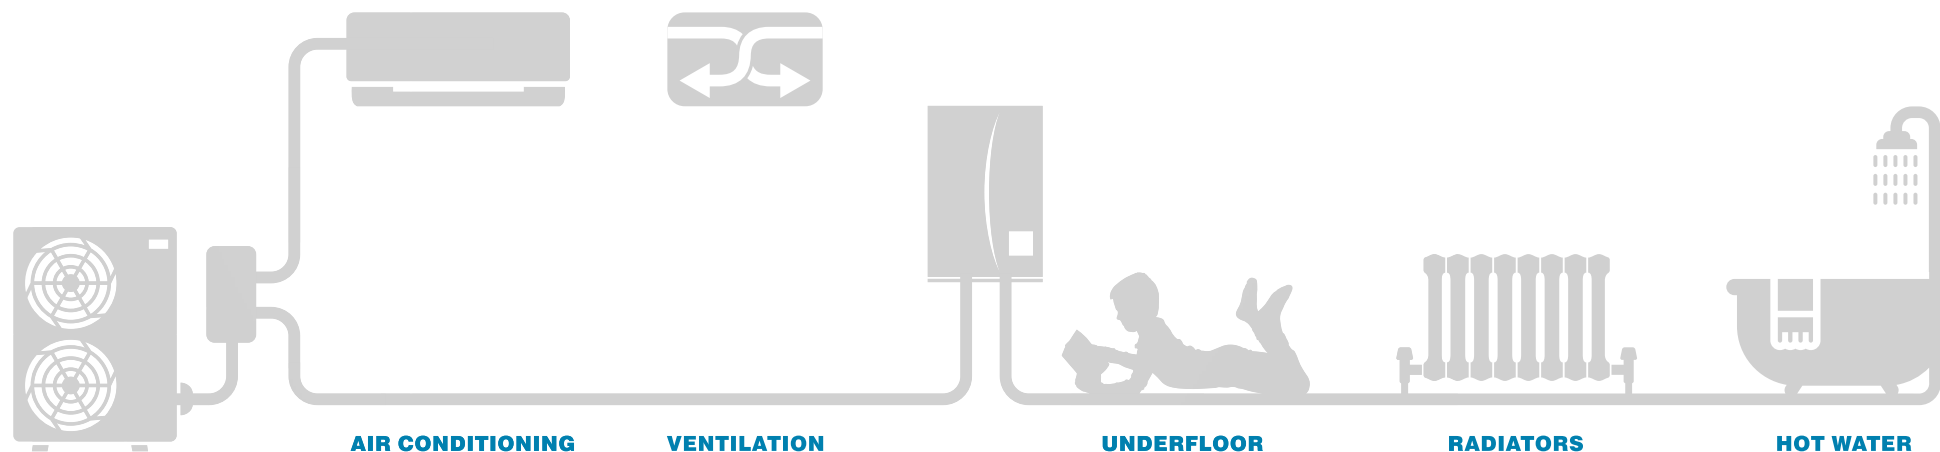 AIR CONDITIONING
VENTILATION
UNDERFLOOR
RADIATORS
HOT WATER